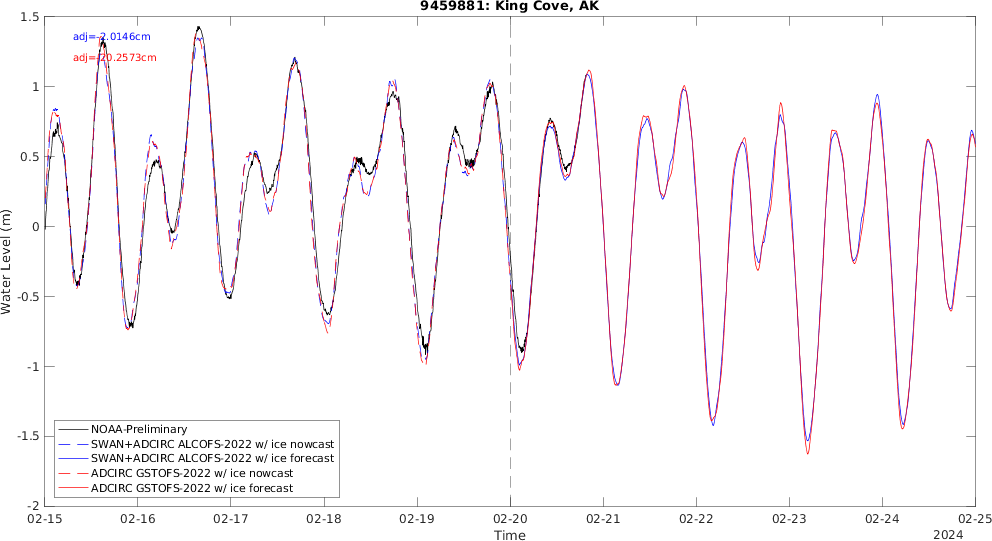 9459881: King Cove, AK
adj=-2.0146cm
adj=-20.2573cm
Water Level (m)
1.5
1
0.5
0
-0.5
-1
-1.5
-2
NOAA-Preliminary
SWAN+ADCIRC ALCOFS-2022 w/ ice nowcast
SWAN+ADCIRC ALCOFS-2022 w/ ice forecast
ADCIRC GSTOFS-2022 w/ ice nowcast
ADCIRC GSTOFS-2022 w/ ice forecast
02-15 02-16 02-17 02-18 02-19 02-20 02-21 02-22 02-23 02-24 02-25
Time
2024